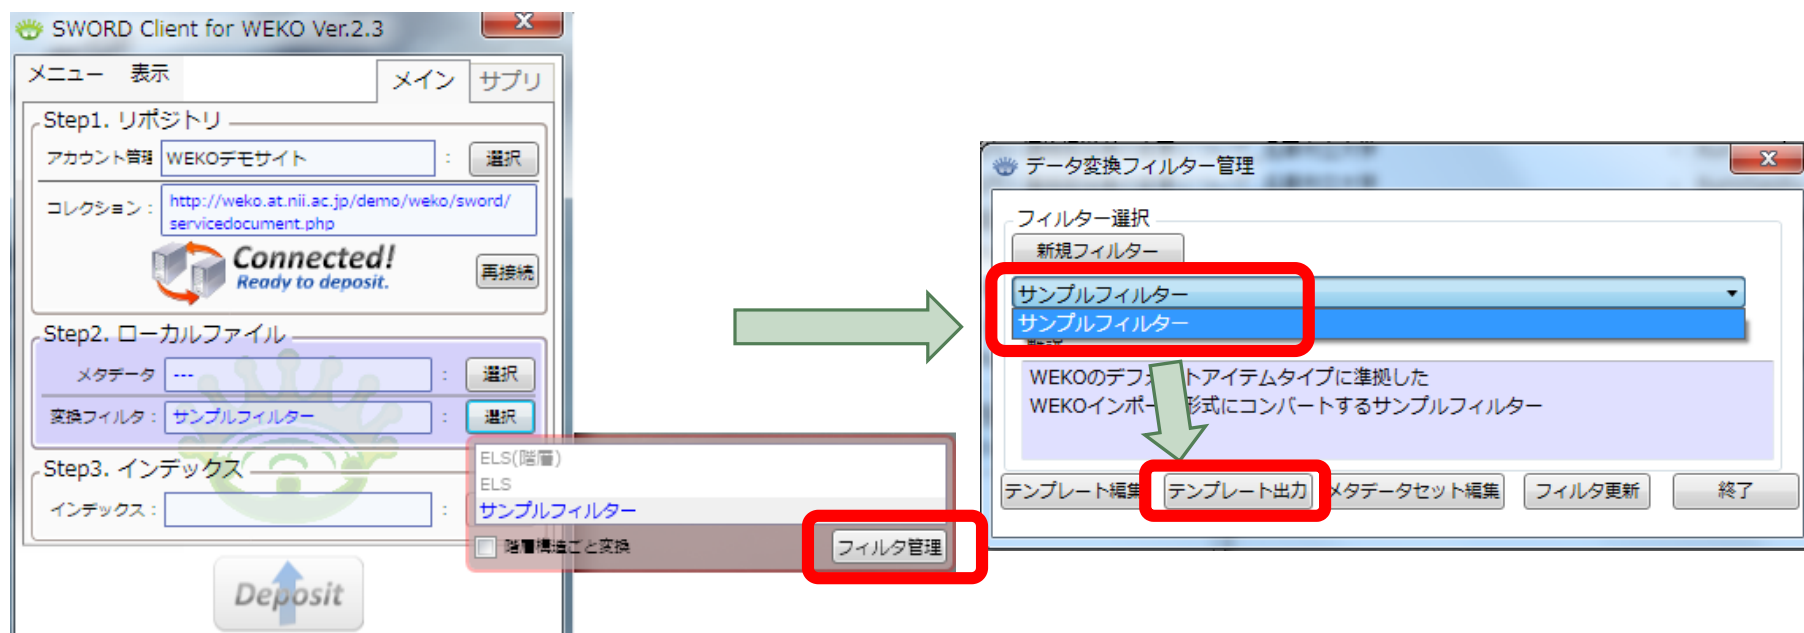 SWORD Client for WEKO Ver.2.3
メニュー 表示
メイン サプリ
Step1. リポジトリ
アカウント管理 WEKOデモサイト : 選択
コレクション : http://weko.at.nii.ac.jp/demo/weko/sword/
servicedocument.php
Connected!
Ready to deposit.
再接続
Step2. ローカルファイル
メタデータ --- : 選択
変換フィルタ : サンプルフィルター : 選択
Step3. インデックス
インデックス : :
Deposit
ELS(階層)
ELS
サンプルフィルター
階層構造ごと変換 フィルタ管理
データ変換フィルター管理
フィルター選択
新規フィルター
サンプルフィルター
サンプルフィルター
WEKOのデフォルトアイテムタイプに準拠した
WEKOインポート形式にコンバートするサンプルフィルター
テンプレート編集 テンプレート出力 メタデータセット編集 フィルタ更新 終了